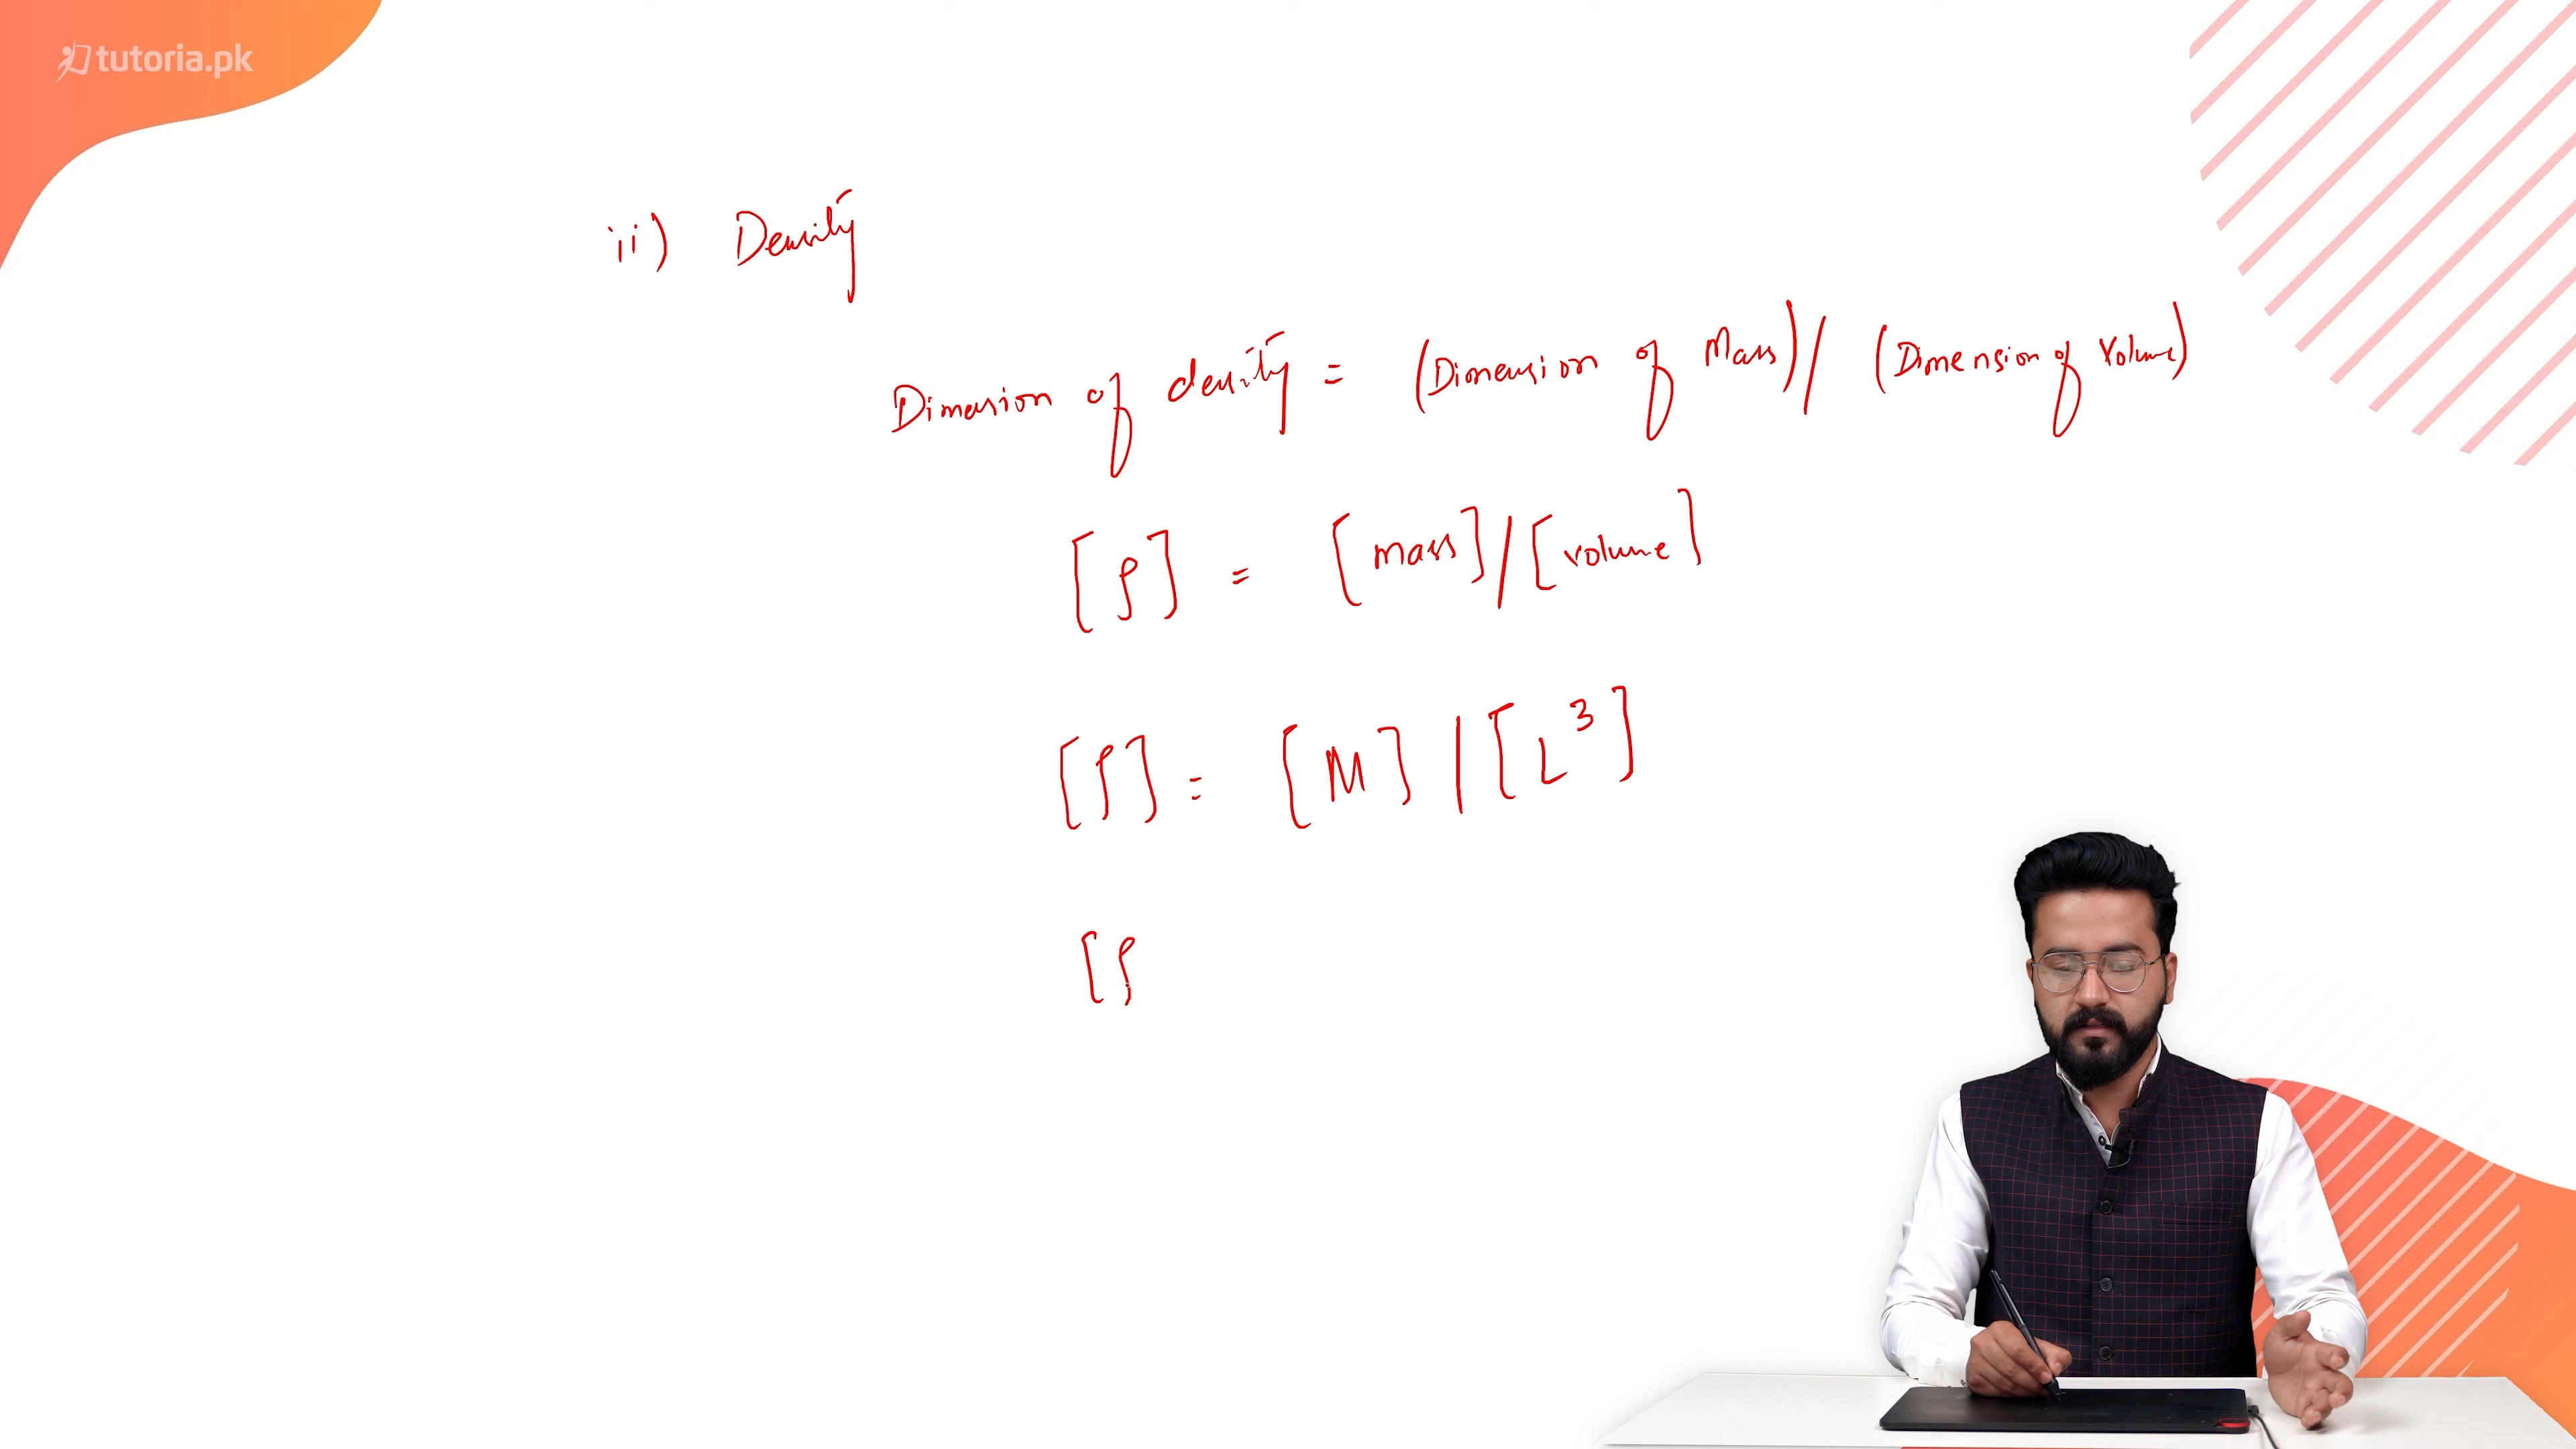 tutoria.pk
ii) Density
Dimension of density = (Dimension of Mass) / (Dimension of Volume)
[ρ] = [mass]/[volume]
[ρ] = [M] / [L³]
[ρ